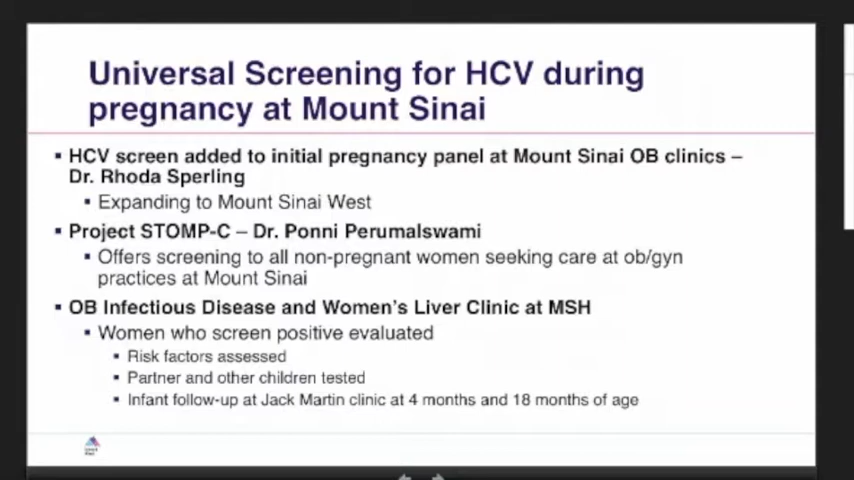 Universal Screening for HCV during
pregnancy at Mount Sinai
▪ HCV screen added to initial pregnancy panel at Mount Sinai OB clinics –
Dr. Rhoda Sperling
▪ Expanding to Mount Sinai West
▪ Project STOMP-C – Dr. Ponni Perumalswami
▪ Offers screening to all non-pregnant women seeking care at ob/gyn
practices at Mount Sinai
▪ OB Infectious Disease and Women's Liver Clinic at MSH
▪ Women who screen positive evaluated
▪ Risk factors assessed
▪ Partner and other children tested
▪ Infant follow-up at Jack Martin clinic at 4 months and 18 months of age